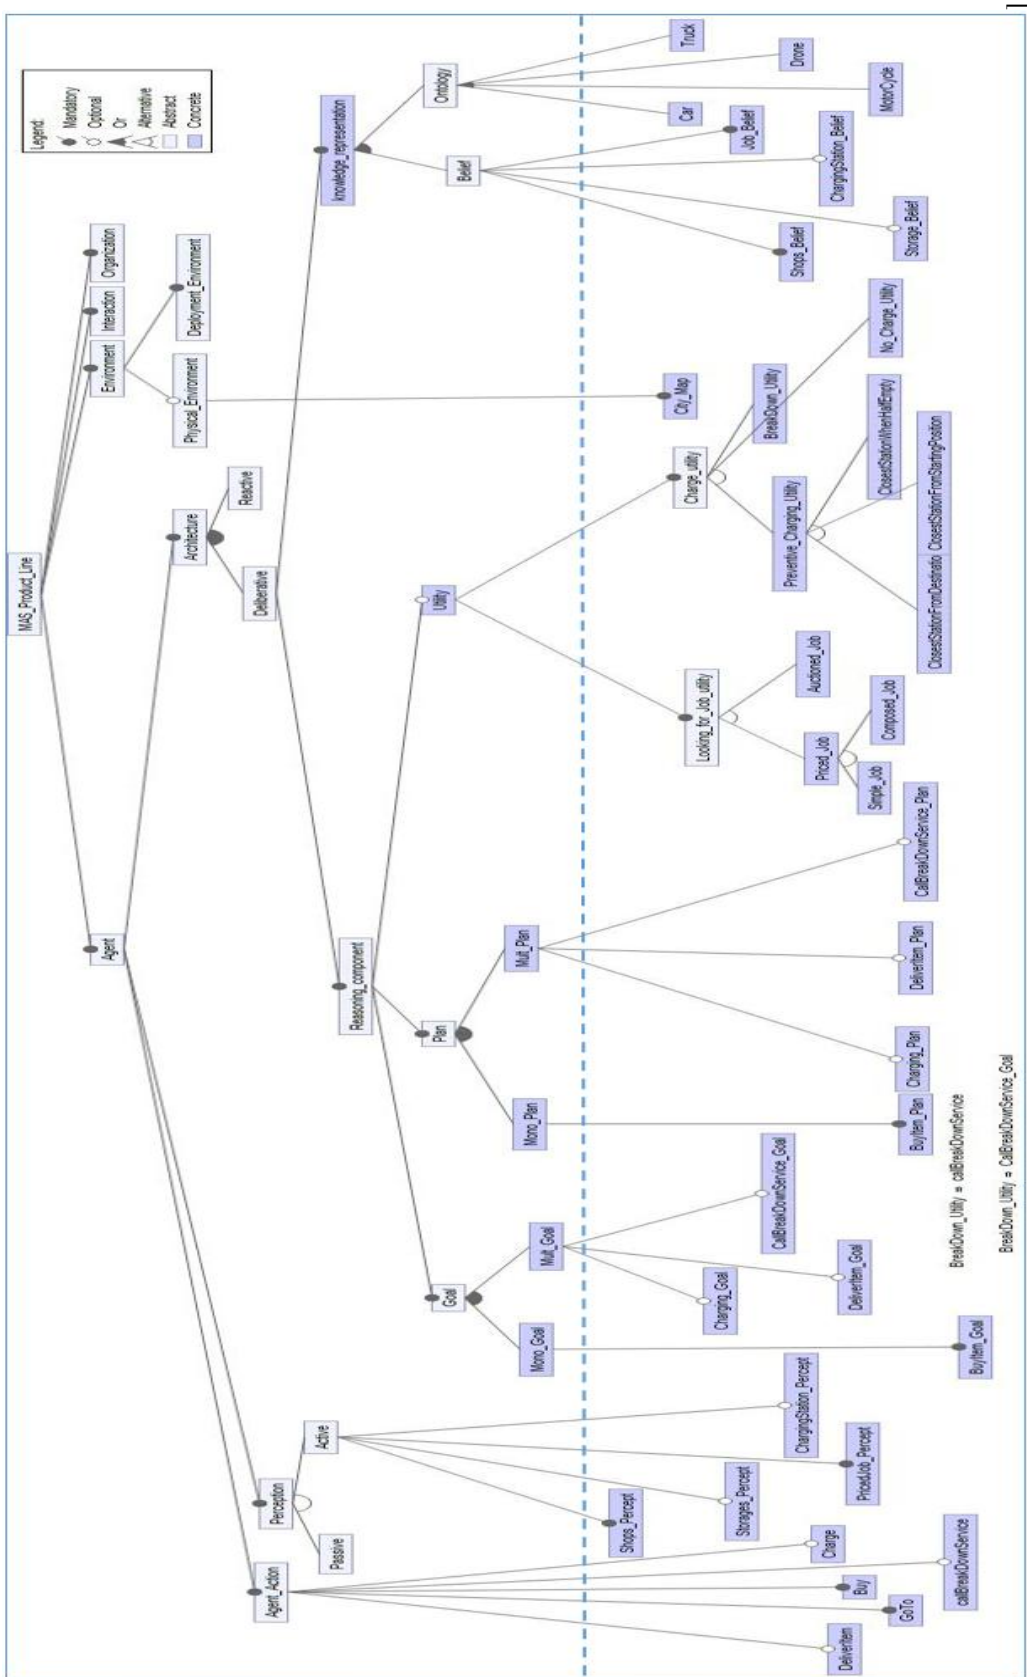 Legend:
Mandatory
Optional
Or
Alternative
Abstract
Concrete
MAS_Product_Line
Agent
Environment
Interaction
Organization
Architecture
Physical_Environment
Deployment_Environment
Agent_Action
Perception
Deliberative
Reactive
Passive
Active
Reasoning_component
knowledge_representation
Goal
Plan
Utility
Belief
Ontology
Mono_Goal
Mult_Goal
Mono_Plan
Mult_Plan
Shops_Percept
Storages_Percept
PricedJob_Percept
ChargingStation_Percept
DeliverItem
GoTo
Buy
callBreakDownService
Charge
BuyItem_Goal
Charging_Goal
DeliverItem_Goal
CalBreakDownService_Goal
BuyItem_Plan
Charging_Plan
DeliverItem_Plan
CalBreakDownService_Plan
Looking_for_Job_utility
Charge_utility
City_Map
Priced_Job
Auctioned_Job
Simple_Job
Composed_Job
Preventive_Charging_Utility
BreakDown_Utility
No_Charge_Utility
ClosestStationFromDestinatio
ClosestStationFromStartingPosition
ClosestStationWhenHalfEmpty
Shops_Belief
Storage_Belief
ChargingStation_Belief
Job_Belief
Car
MotorCycle
Drone
Truck
BreakDown_Utility ⇒ callBreakDownService
BreakDown_Utility ⇒ CalBreakDownService_Goal